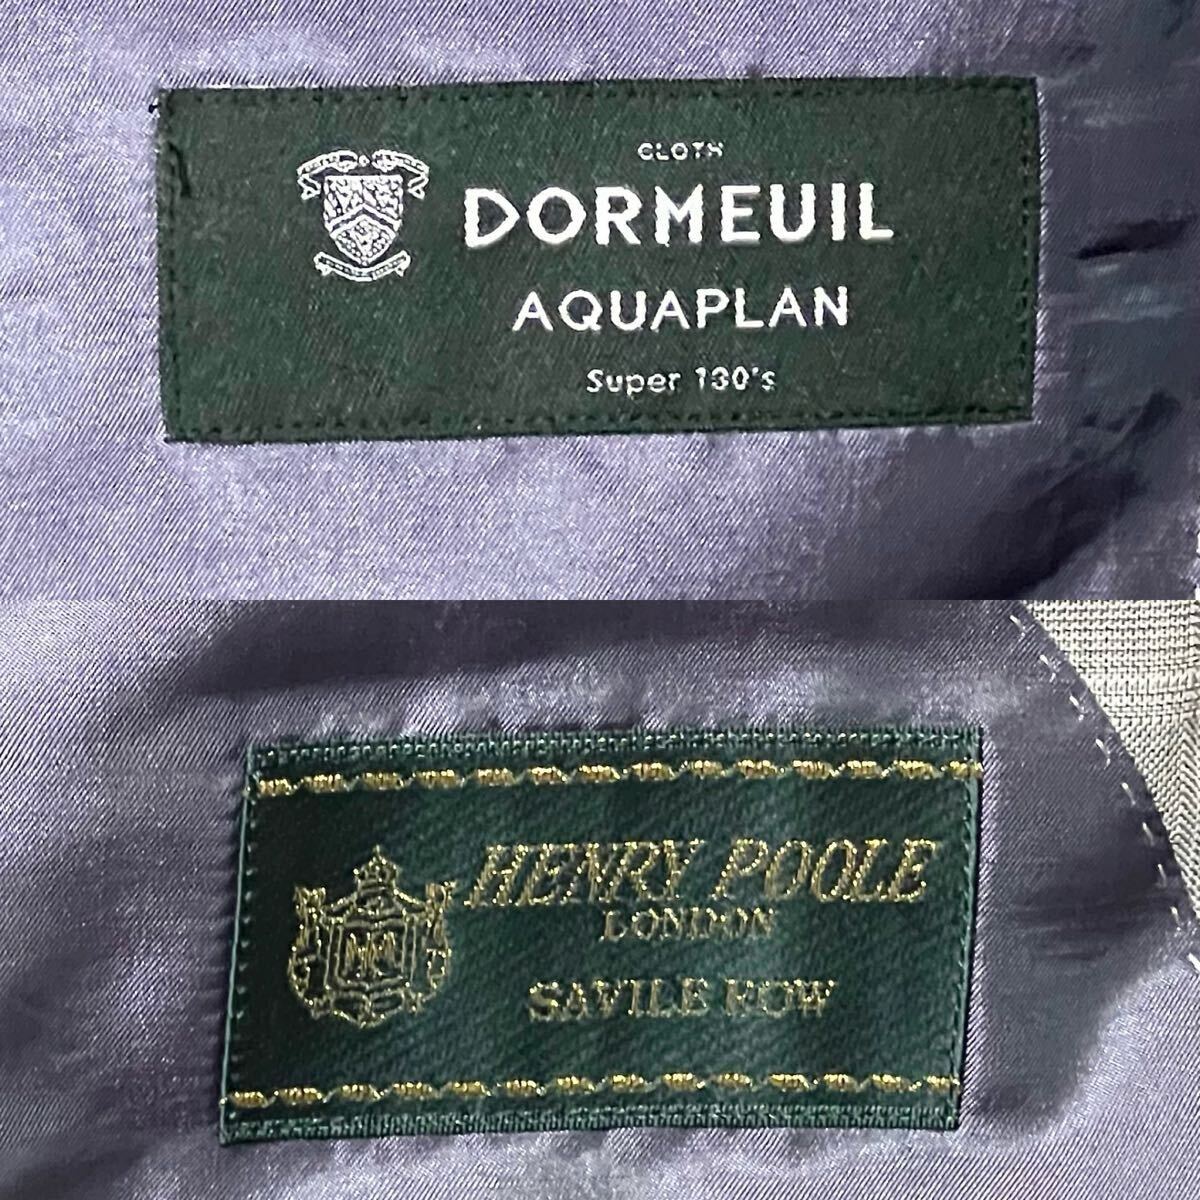 CLOTH
DORMEUIL
AQUAPLAN
Super 130's
HENRY POOLE
LONDON
SAVILE ROW